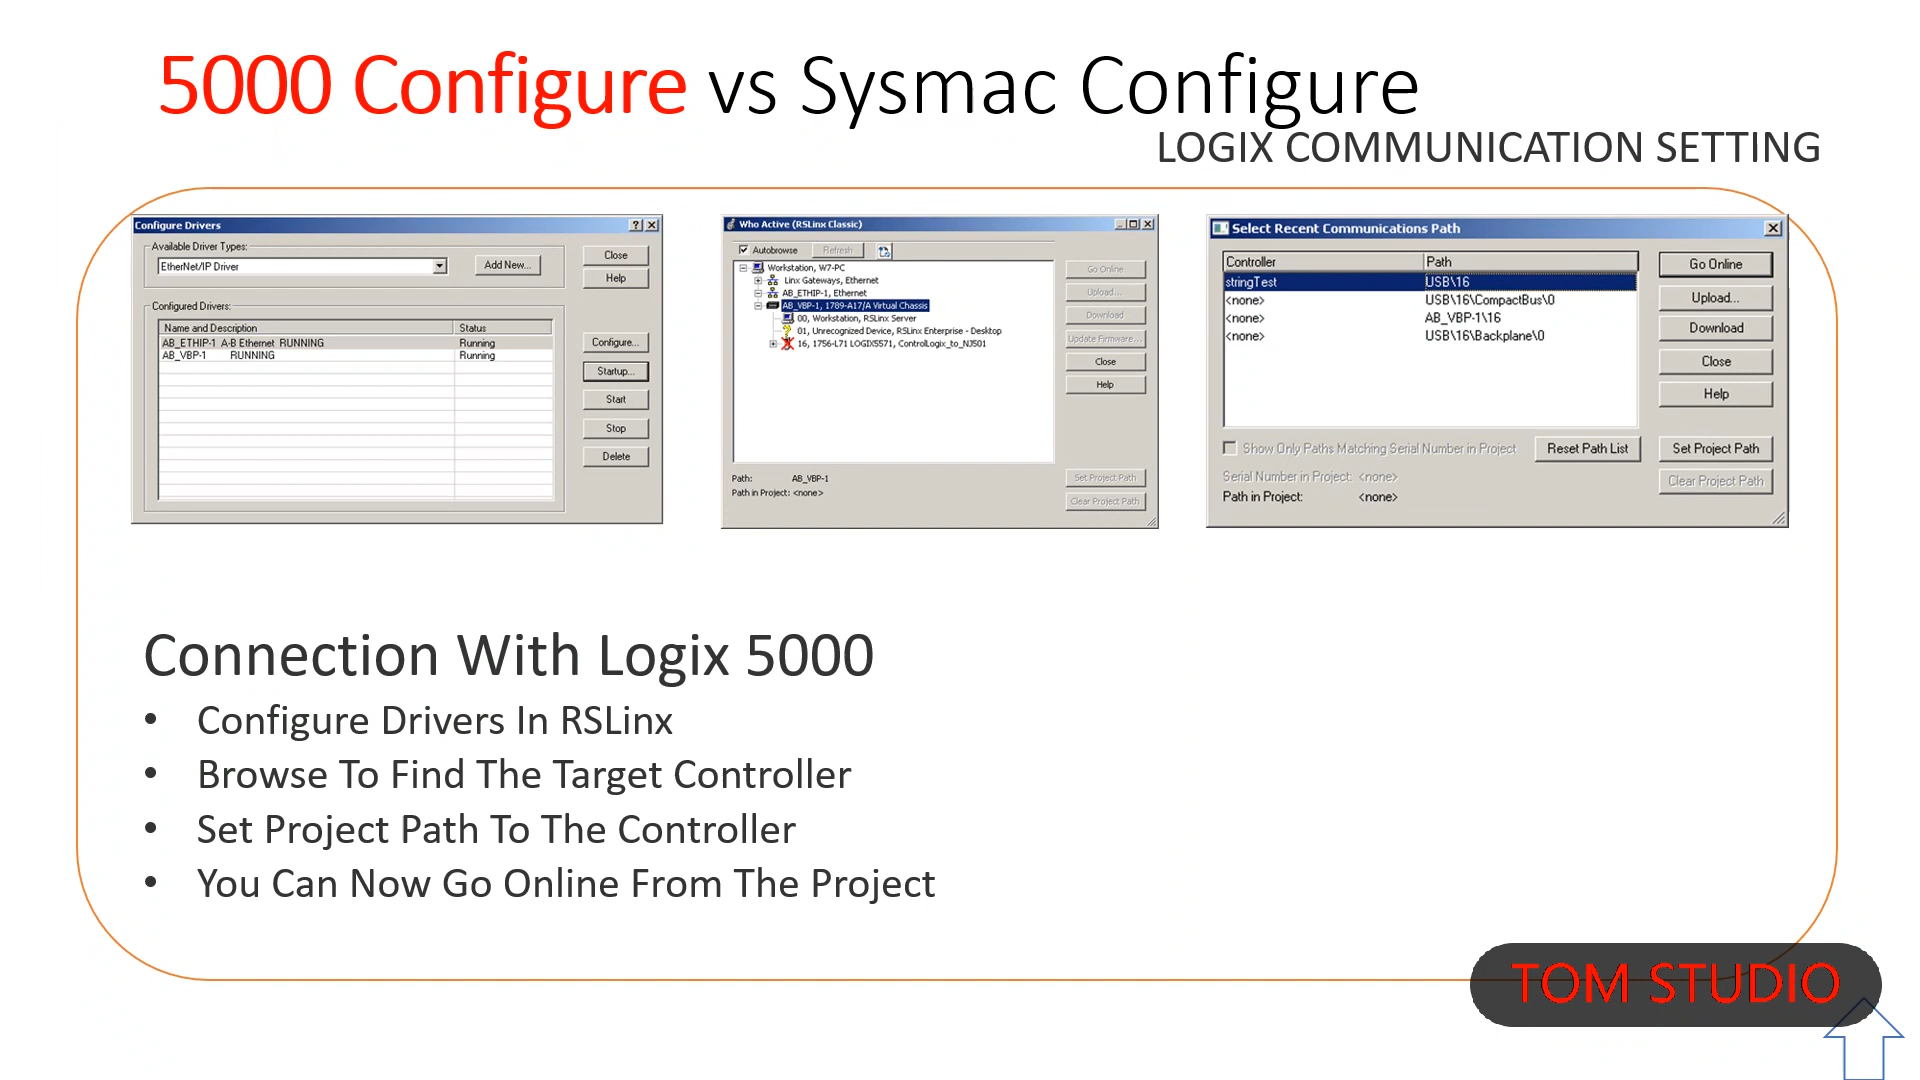 5000 Configure vs Sysmac Configure
LOGIX COMMUNICATION SETTING
Configure Drivers
Available Driver Types:
EtherNet/IP Driver
Add New...
Close
Help
Configured Drivers:
Name and Description Status
AB_ETHIP-1 A-B Ethernet RUNNING Running
AB_VBP-1 RUNNING Running
Configure...
Startup...
Start
Stop
Delete
Who Active (RSLinx Classic)
Autobrowse Refresh
Workstation, W7-PC
Linx Gateways, Ethernet
AB_ETHIP-1, Ethernet
AB_VBP-1, 1789-A17/A Virtual Chassis
00, Workstation, RSLinx Server
01, Unrecognized Device, RSLinx Enterprise - Desktop
16, 1756-L71 LOGIX5571, ControlLogix_to_NJ501
Go Online
Upload...
Download
Update Firmware...
Close
Help
Path: AB_VBP-1
Path in Project: <none>
Set Project Path
Clear Project Path
Select Recent Communications Path
Controller Path
stringTest USB\16
<none> USB\16\CompactBus\0
<none> AB_VBP-1\16
<none> USB\16\Backplane\0
Go Online
Upload...
Download
Close
Help
Show Only Paths Matching Serial Number in Project
Reset Path List
Set Project Path
Serial Number in Project: <none>
Clear Project Path
Path in Project: <none>
Connection With Logix 5000
• Configure Drivers In RSLinx
• Browse To Find The Target Controller
• Set Project Path To The Controller
• You Can Now Go Online From The Project
TOM STUDIO